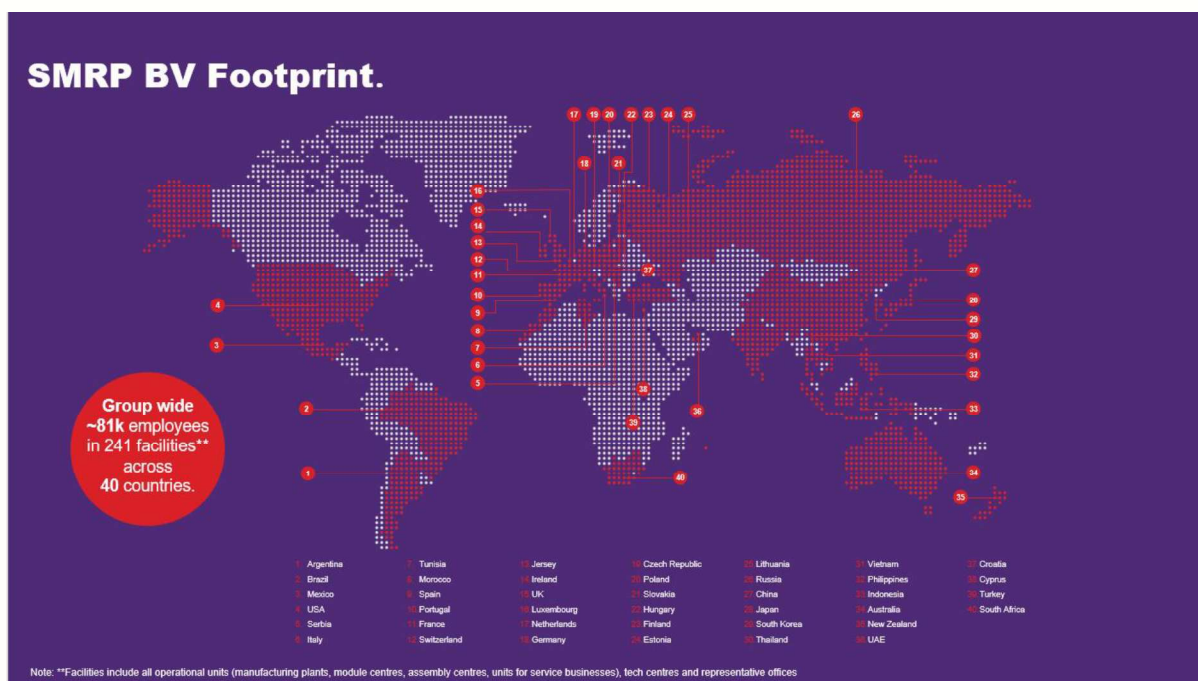 SMRP BV Footprint.
17 19 20 22 23 24 25 26
18 21
16
15
14
13
12 37 27
11
10 28
9 29
4
8 30
3 7 31
6 32
5 38
2 36 33
39
1 40 34
35
Group wide
~81k employees
in 241 facilities**
across
40 countries.
1. Argentina
2. Brazil
3. Mexico
4. USA
5. Serbia
6. Italy
7. Tunisia
8. Morocco
9. Spain
10. Portugal
11. France
12. Switzerland
13. Jersey
14. Ireland
15. UK
16. Luxembourg
17. Netherlands
18. Germany
19. Czech Republic
20. Poland
21. Slovakia
22. Hungary
23. Finland
24. Estonia
25. Lithuania
26. Russia
27. China
28. Japan
29. South Korea
30. Thailand
31. Vietnam
32. Philippines
33. Indonesia
34. Australia
35. New Zealand
36. UAE
37. Croatia
38. Cyprus
39. Turkey
40. South Africa
Note: **Facilities include all operational units (manufacturing plants, module centres, assembly centres, units for service businesses), tech centres and representative offices